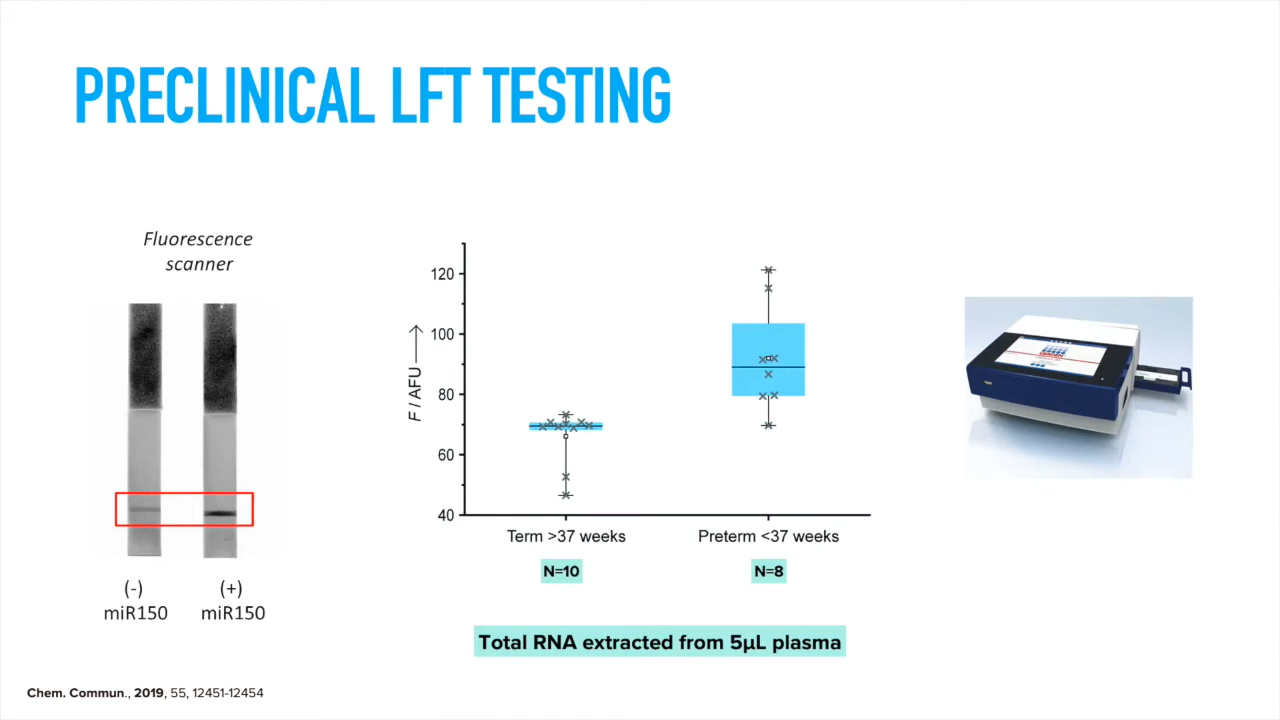 PRECLINICAL LFT TESTING
Fluorescence
scanner
(-)
miR150
(+)
miR150
F / AFU
120
100
80
60
40
Term >37 weeks
Preterm <37 weeks
N=10
N=8
Total RNA extracted from 5µL plasma
Chem. Commun., 2019, 55, 12451-12454